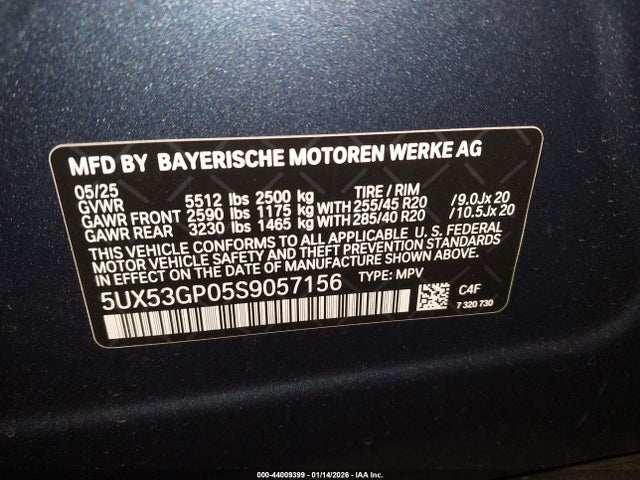 MFD BY BAYERISCHE MOTOREN WERKE AG
05/25 TIRE / RIM
GVWR 5512 lbs 2500 kg
GAWR FRONT 2590 lbs 1175 kg WITH 255/45 R20 /9.0Jx 20
GAWR REAR 3230 lbs 1465 kg WITH 285/40 R20 /10.5Jx 20
THIS VEHICLE CONFORMS TO ALL APPLICABLE U. S. FEDERAL
MOTOR VEHICLE SAFETY, BUMPER, AND THEFT PREVENTION
STANDARDS IN EFFECT ON THE DATE OF MANUFACTURE SHOWN ABOVE.
5UX53GP05S9057156 TYPE: MPV
C4F
7 320 730
000-44009399 - 01/14/2026 - IAA Inc.